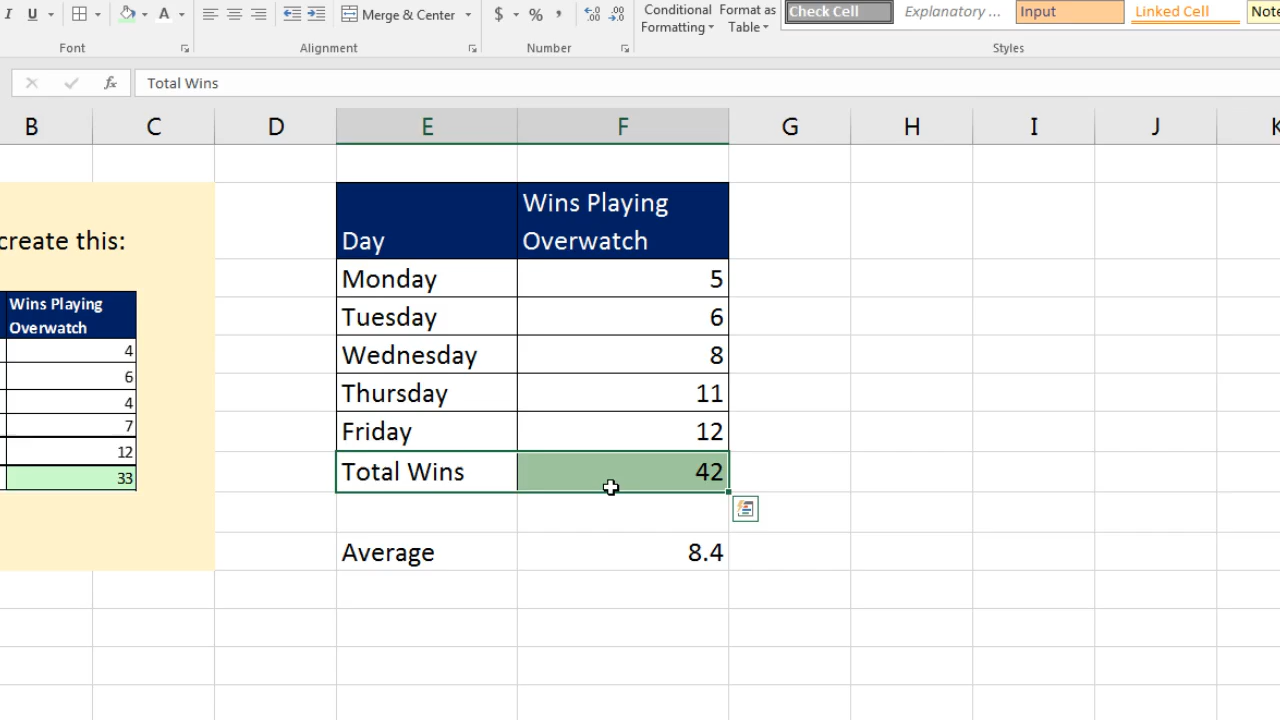 I U A Merge & Center $ % , Conditional Formatting Format as Table Check Cell Explanatory ... Input Linked Cell Note
Font Alignment Number Styles
fx Total Wins
B C D E F G H I J K
create this:
Wins Playing
Overwatch
4
6
4
7
12
33
Day Wins Playing Overwatch
Monday 5
Tuesday 6
Wednesday 8
Thursday 11
Friday 12
Total Wins 42
Average 8.4